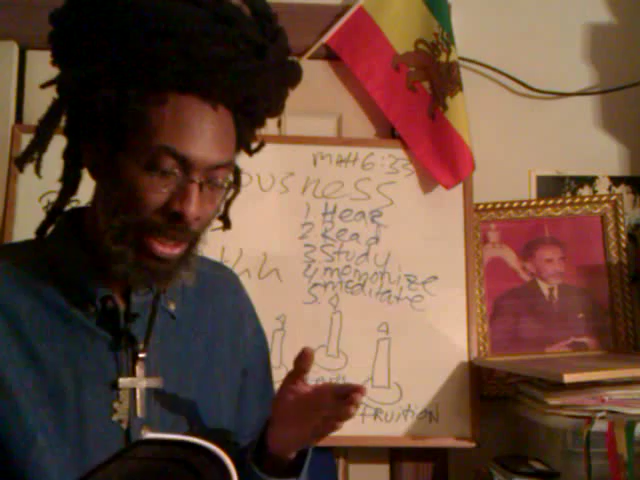 Matt 6:33
ousness
1 Hear
2 Read
3 Study
4 memorize
5 meditate
FRUITION